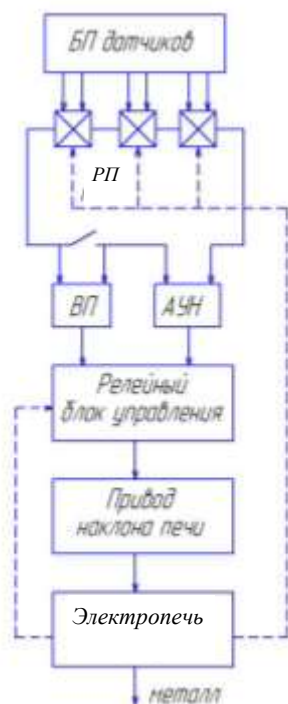 БП датчиков
РП
ВП
АУН
Релейный
блок управления
Привод
наклона печи
Электропечь
металл